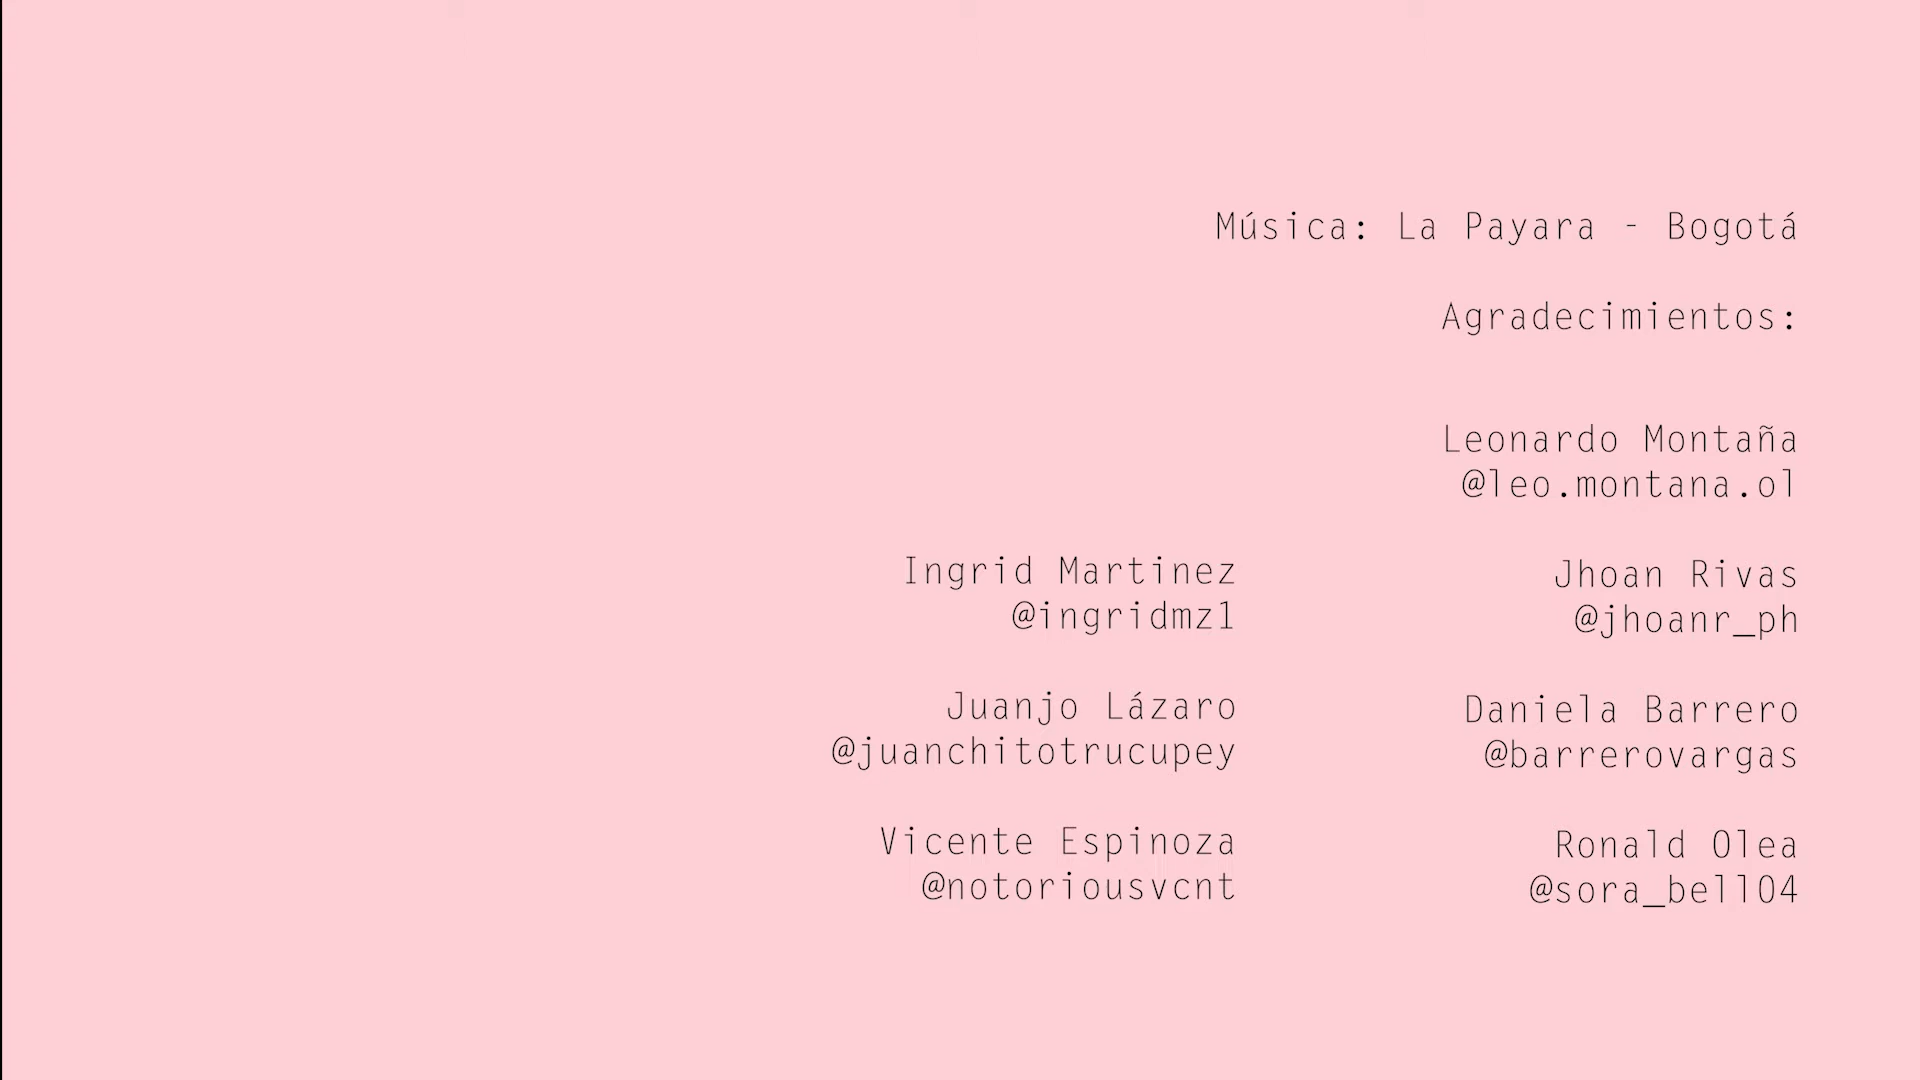 Música: La Payara - Bogotá
Agradecimientos:
Leonardo Montaña
@leo.montana.ol
Ingrid Martinez
@ingridmz1
Juanjo Lázaro
@juanchitotrucupey
Vicente Espinoza
@notoriousvcnt
Jhoan Rivas
@jhoanr_ph
Daniela Barrero
@barrerovargas
Ronald Olea
@sora_bell04